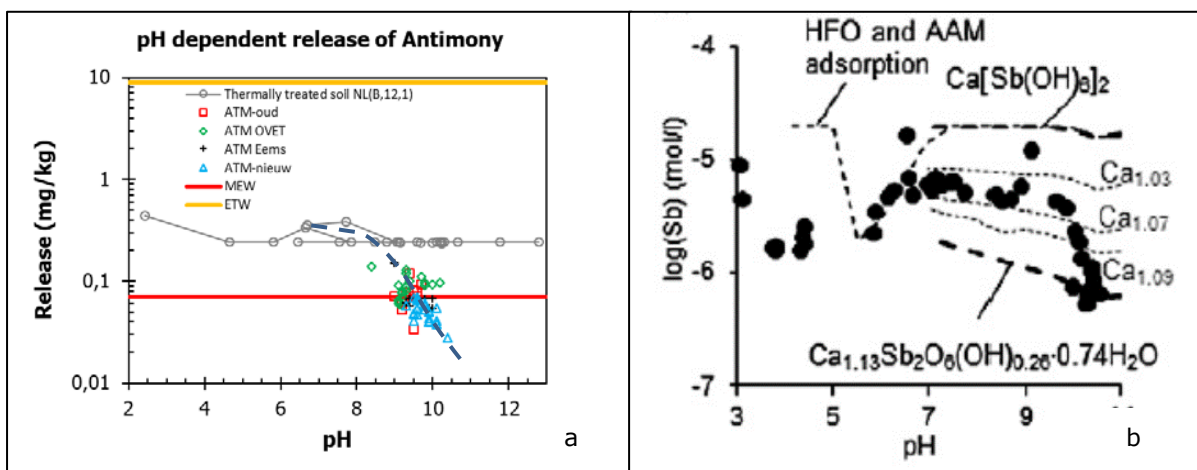 pH dependent release of Antimony
10
1
0,1
0,01
Release (mg/kg)
Thermally treated soil NL(B,12,1)
ATM-oud
ATM OVET
ATM Eems
ATM-nieuw
MEW
ETW
2 4 6 8 10 12
pH
a
HFO and AAM
adsorption
Ca[Sb(OH)6]2
-4
-5
-6
-7
log(Sb) (mol/l)
Ca1.03
Ca1.07
Ca1.09
Ca1.13Sb2O6(OH)0.26·0.74H2O
3 5 7 9
pH
b